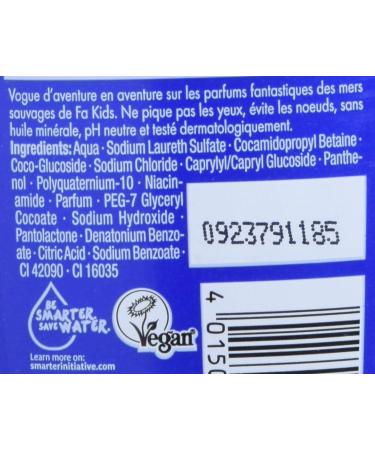 Vogue d'aventure en aventure sur les parfums fantastiques des mers
sauvages de Fa Kids. Ne pique pas les yeux, évite les noeuds, sans
huile minérale, pH neutre et testé dermatologiquement.
Ingredients: Aqua · Sodium Laureth Sulfate · Cocamidopropyl Betaine ·
Coco-Glucoside · Sodium Chloride · Caprylyl/Capryl Glucoside · Panthe-
nol · Polyquaternium-10 · Niacin-
amide · Parfum · PEG-7 Glyceryl
Cocoate · Sodium Hydroxide ·
Pantolactone · Denatonium Benzo-
ate · Citric Acid · Sodium Benzoate ·
CI 42090 · CI 16035
0923791185
BE
SMARTER.
SAVE
WATER.
Learn more on:
smarterinitiative.com
Vegan
4 0150